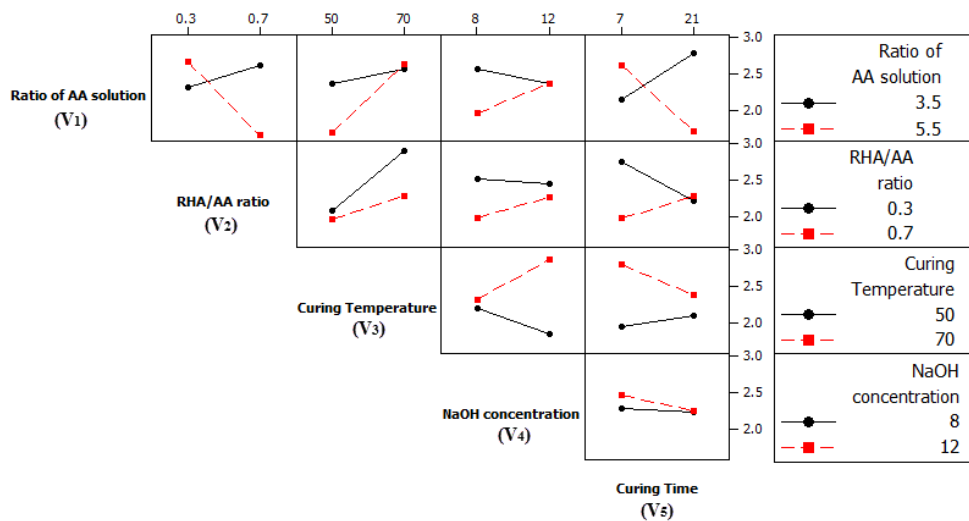 0.3 0.7 50 70 8 12 7 21
3.0
2.5
2.0
Ratio of AA solution
(V1)
Ratio of
AA solution
3.5
5.5
3.0
2.5
2.0
RHA/AA ratio
(V2)
RHA/AA
ratio
0.3
0.7
3.0
2.5
2.0
Curing Temperature
(V3)
Curing
Temperature
50
70
3.0
2.5
2.0
NaOH concentration
(V4)
NaOH
concentration
8
12
Curing Time
(V5)